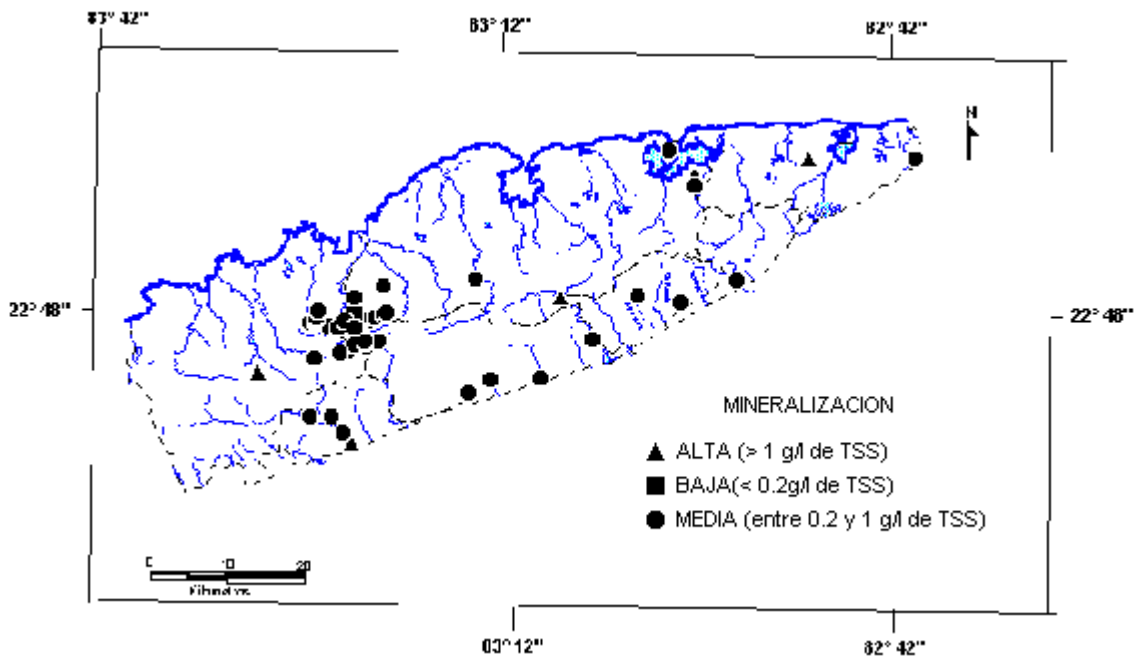 83° 42"
83° 12"
82° 42"
N
22° 48"
22° 48"
MINERALIZACION
ALTA (> 1 g/l de TSS)
BAJA(< 0.2g/l de TSS)
MEDIA (entre 0.2 y 1 g/l de TSS)
0 10 20
83° 12"
82° 42"